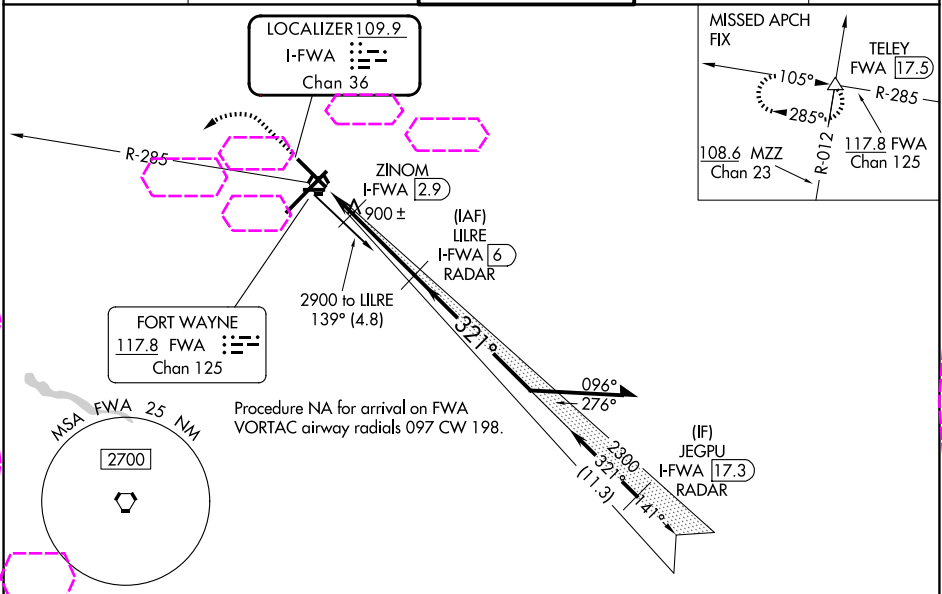 LOCALIZER 109.9
I-FWA
Chan 36
MISSED APCH
FIX
TELEY
FWA 17.5
105°
R-285
285°
R-012
108.6 MZZ
Chan 23
117.8 FWA
Chan 125
R-285
ZINOM
I-FWA 2.9
900 ±
(IAF)
LILRE
I-FWA 6
RADAR
2900 to LILRE
139° (4.8)
FORT WAYNE
117.8 FWA
Chan 125
321°
096°
276°
Procedure NA for arrival on FWA
VORTAC airway radials 097 CW 198.
(IF)
JEGPU
I-FWA 17.3
RADAR
2300
321°
141°
(11.3)
MSA FWA 25 NM
2700